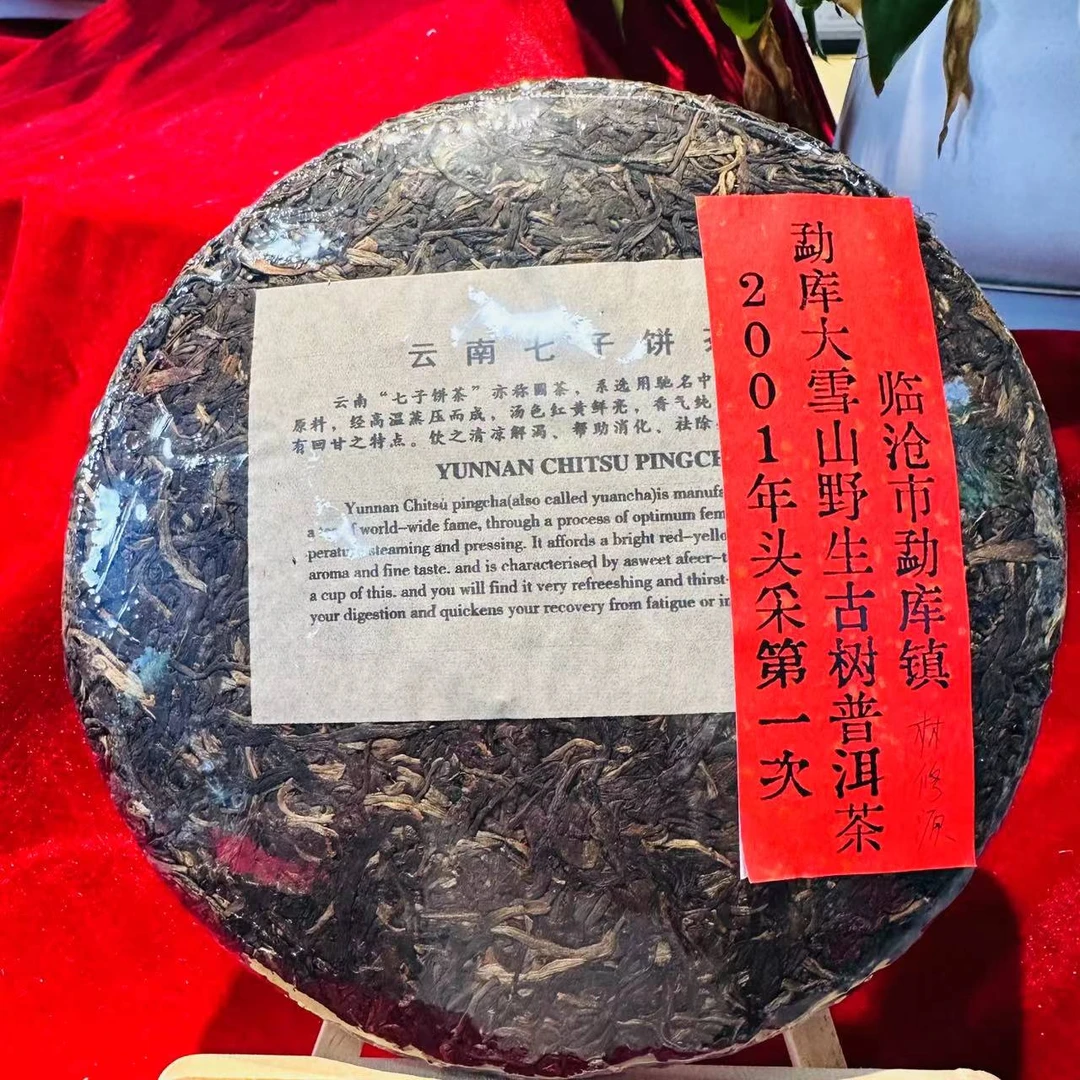 云南七子饼
云南“七子饼茶”亦称圆茶，系选用驰名中
原料，经高温蒸压而成，汤色红黄鲜亮，香气纯
有回甘之特点。饮之清凉解渴、帮助消化、祛除
YUNNAN CHITSU PINGCH
Yunnan Chitsu pingcha(also called yuancha)is manufa
a of world-wide fame, through a process of optimum fem
peratu steaming and pressing. It affords a bright red-yello
aroma and fine taste. and is characterised by asweet afeer-t
a cup of this. and you will find it very refreshing and thirst-
your digestion and quickens your recovery from fatigue or in
临沧市勐库镇
勐库大雪山野生古树普洱茶
2001年头采第一次
林修源